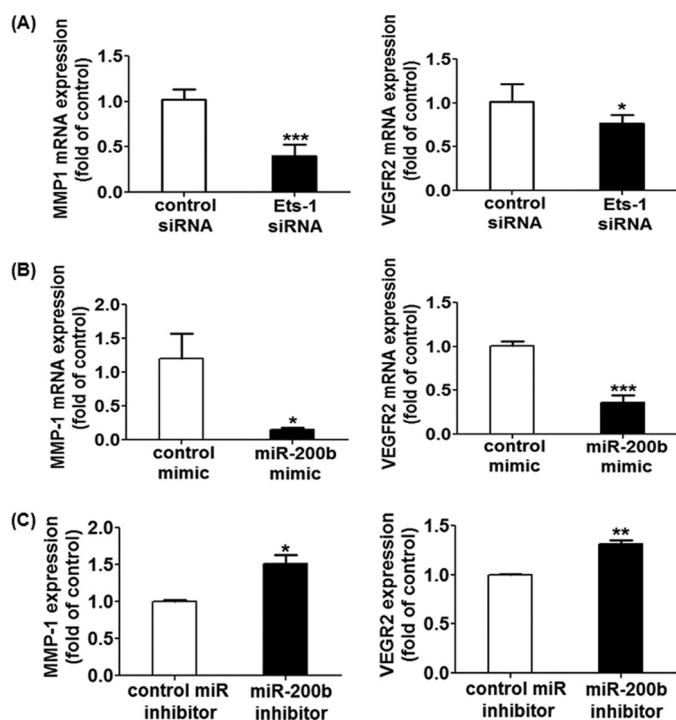 (A)
MMP1 mRNA expression
(fold of control)
1.5
1.0
0.5
0.0
***
control
siRNA
Ets-1
siRNA
VEGFR2 mRNA expression
(fold of control)
1.5
1.0
0.5
0.0
*
control
siRNA
Ets-1
siRNA
(B)
MMP-1 mRNA expression
(fold of control)
2.0
1.5
1.0
0.5
0.0
*
control
mimic
miR-200b
mimic
VEGFR2 mRNA expression
(fold of control)
1.5
1.0
0.5
0.0
***
control
mimic
miR-200b
mimic
(C)
MMP-1 expression
(fold of control)
2.0
1.5
1.0
0.5
0.0
*
control miR
inhibitor
miR-200b
inhibitor
VEGR2 expression
(fold of control)
1.5
1.0
0.5
0.0
**
control miR
inhibitor
miR-200b
inhibitor